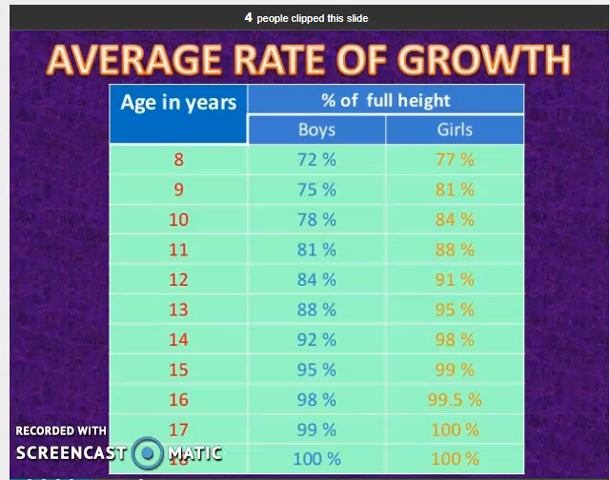 4 people clipped this slide
AVERAGE RATE OF GROWTH
Age in years % of full height
Boys Girls
8 72 % 77 %
9 75 % 81 %
10 78 % 84 %
11 81 % 88 %
12 84 % 91 %
13 88 % 95 %
14 92 % 98 %
15 95 % 99 %
16 98 % 99.5 %
17 99 % 100 %
18 100 % 100 %
RECORDED WITH
SCREENCAST MATIC